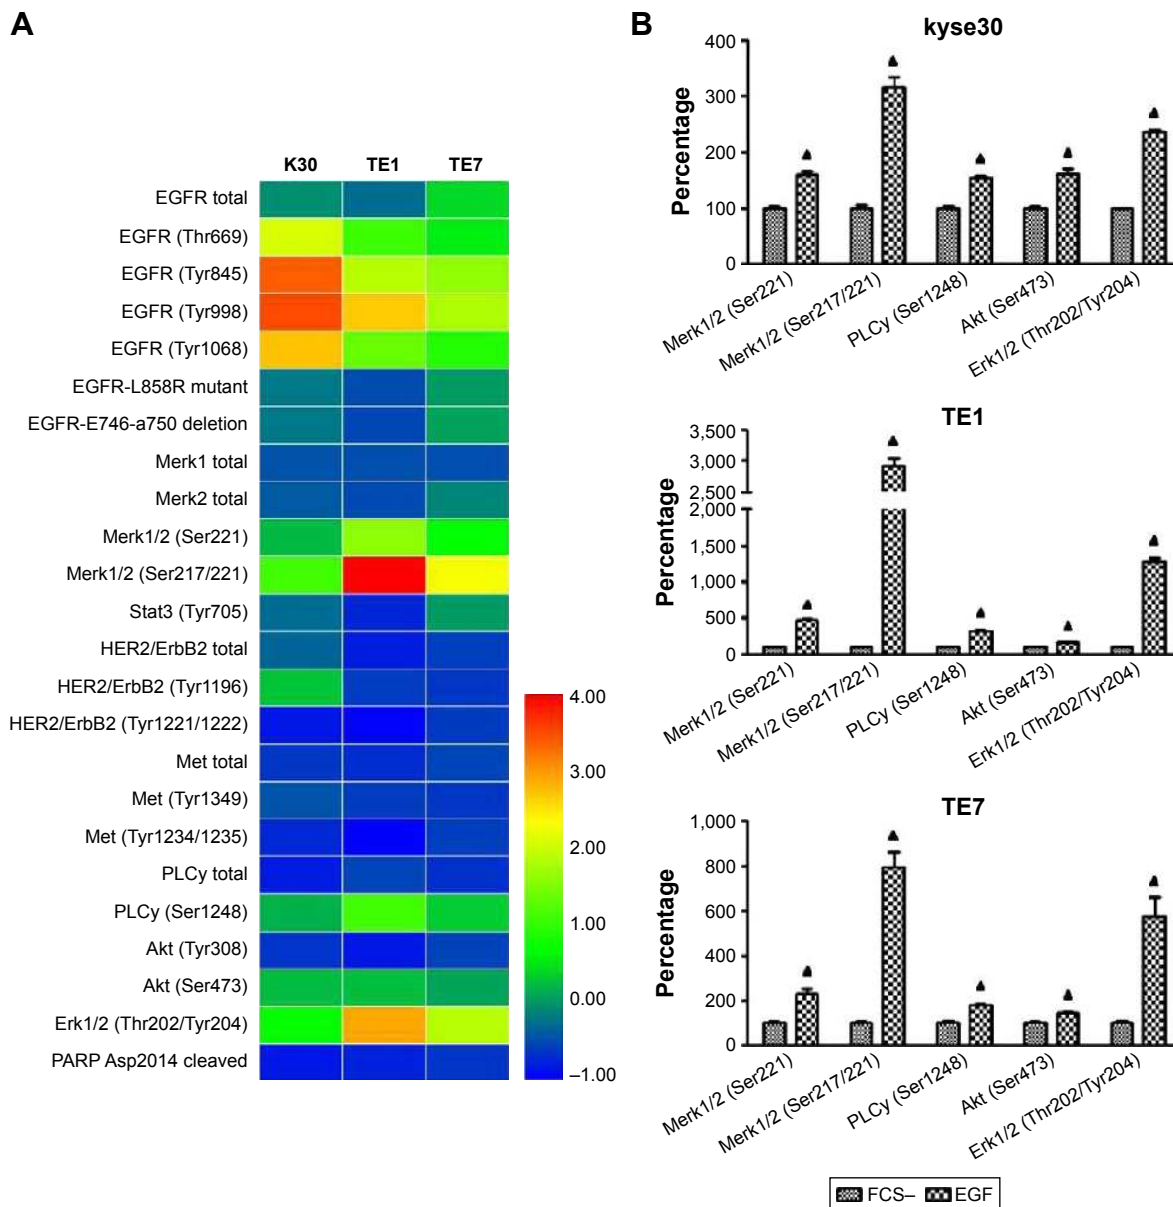 A
K30 TE1 TE7
EGFR total
EGFR (Thr669)
EGFR (Tyr845)
EGFR (Tyr998)
EGFR (Tyr1068)
EGFR-L858R mutant
EGFR-E746-a750 deletion
Merk1 total
Merk2 total
Merk1/2 (Ser221)
Merk1/2 (Ser217/221)
Stat3 (Tyr705)
HER2/ErbB2 total
HER2/ErbB2 (Tyr1196)
HER2/ErbB2 (Tyr1221/1222)
Met total
Met (Tyr1349)
Met (Tyr1234/1235)
PLCy total
PLCy (Ser1248)
Akt (Tyr308)
Akt (Ser473)
Erk1/2 (Thr202/Tyr204)
PARP Asp2014 cleaved
4.00
3.00
2.00
1.00
0.00
–1.00
B
kyse30
Percentage
400
300
200
100
0
Merk1/2 (Ser221)
Merk1/2 (Ser217/221)
PLCy (Ser1248)
Akt (Ser473)
Erk1/2 (Thr202/Tyr204)
TE1
Percentage
3,500
3,000
2,500
2,000
1,500
1,000
500
0
Merk1/2 (Ser221)
Merk1/2 (Ser217/221)
PLCy (Ser1248)
Akt (Ser473)
Erk1/2 (Thr202/Tyr204)
TE7
Percentage
1,000
800
600
400
200
0
Merk1/2 (Ser221)
Merk1/2 (Ser217/221)
PLCy (Ser1248)
Akt (Ser473)
Erk1/2 (Thr202/Tyr204)
FCS– EGF